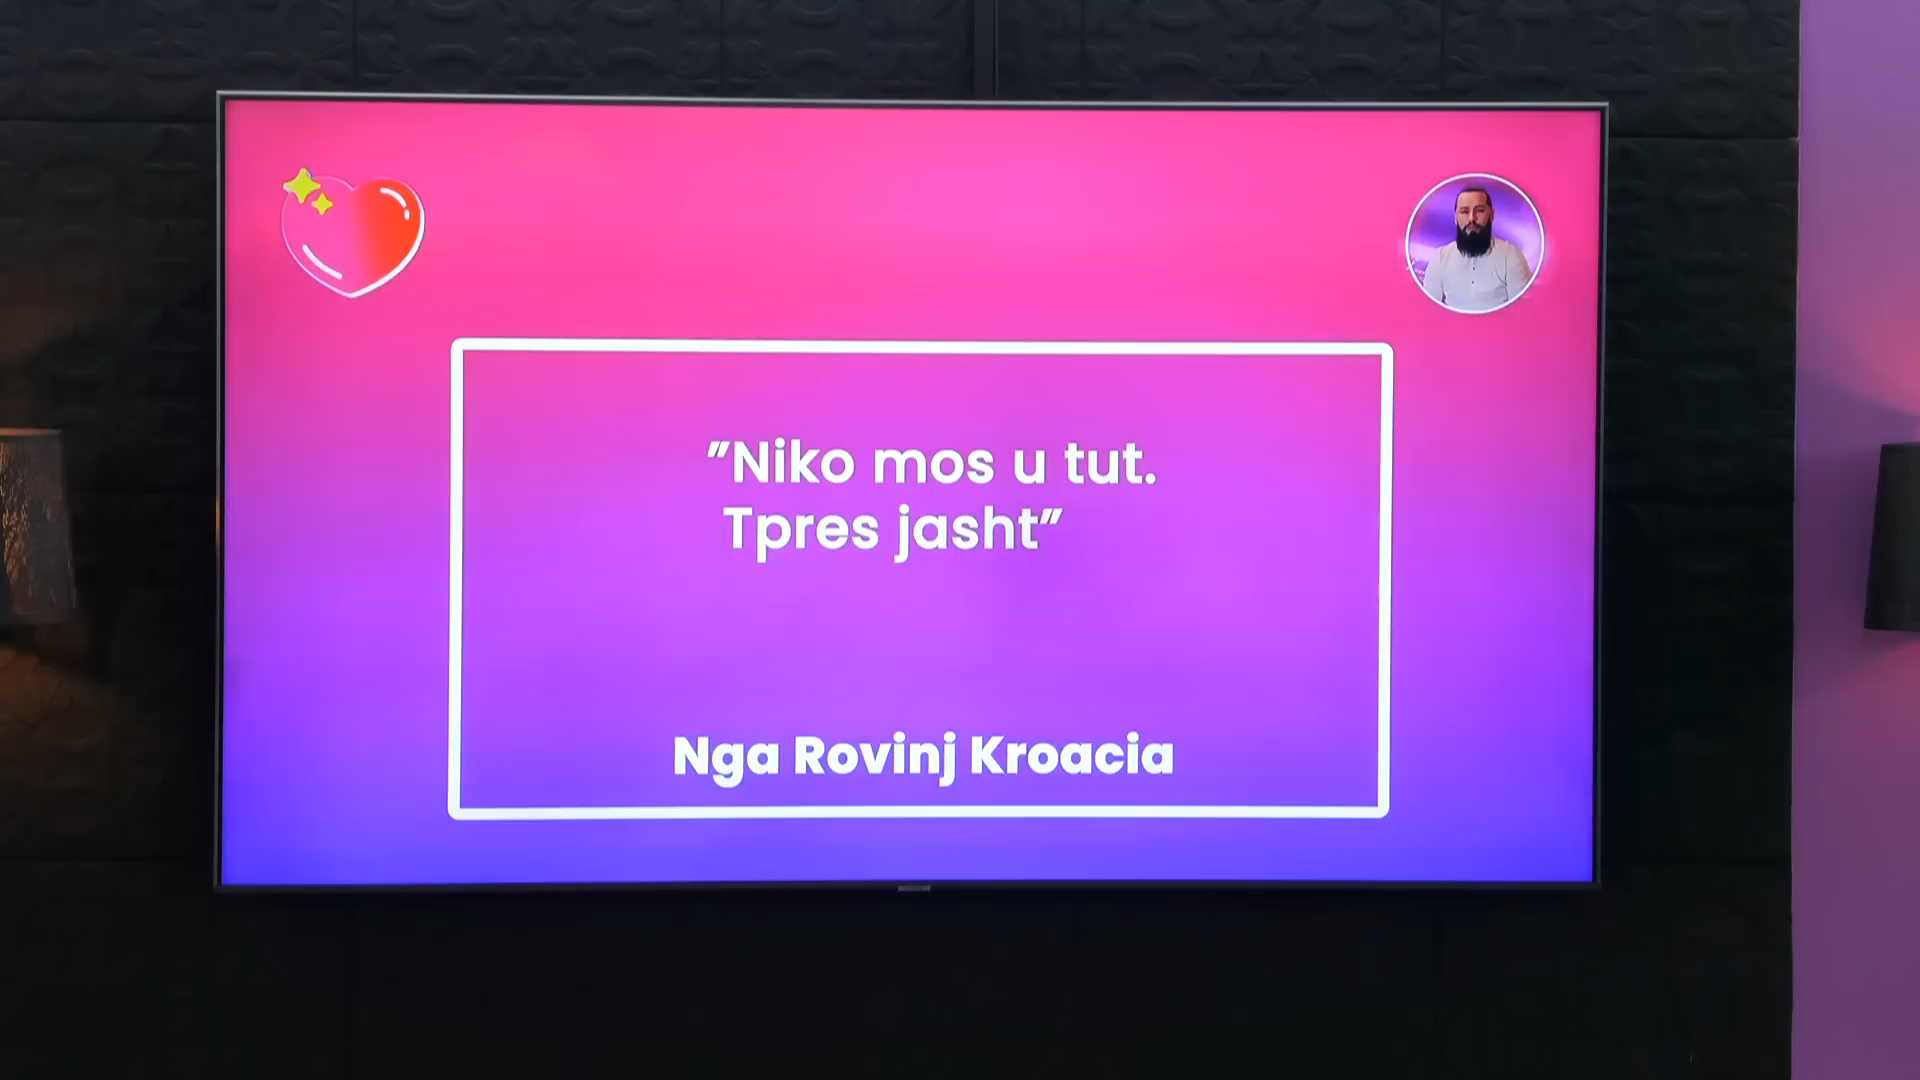 "Niko mos u tut.
Tpres jasht"
Nga Rovinj Kroacia